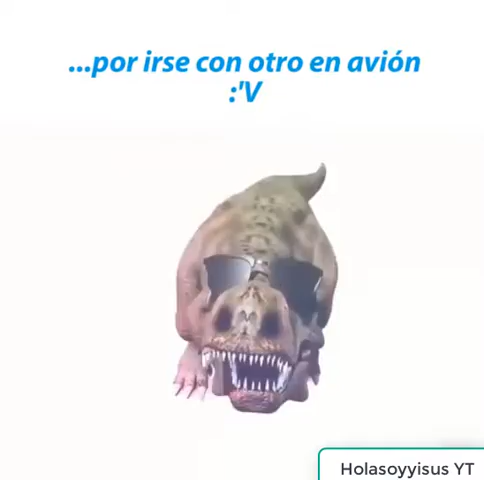 ...por irse con otro en avión
:'V
Holasoyyisus YT